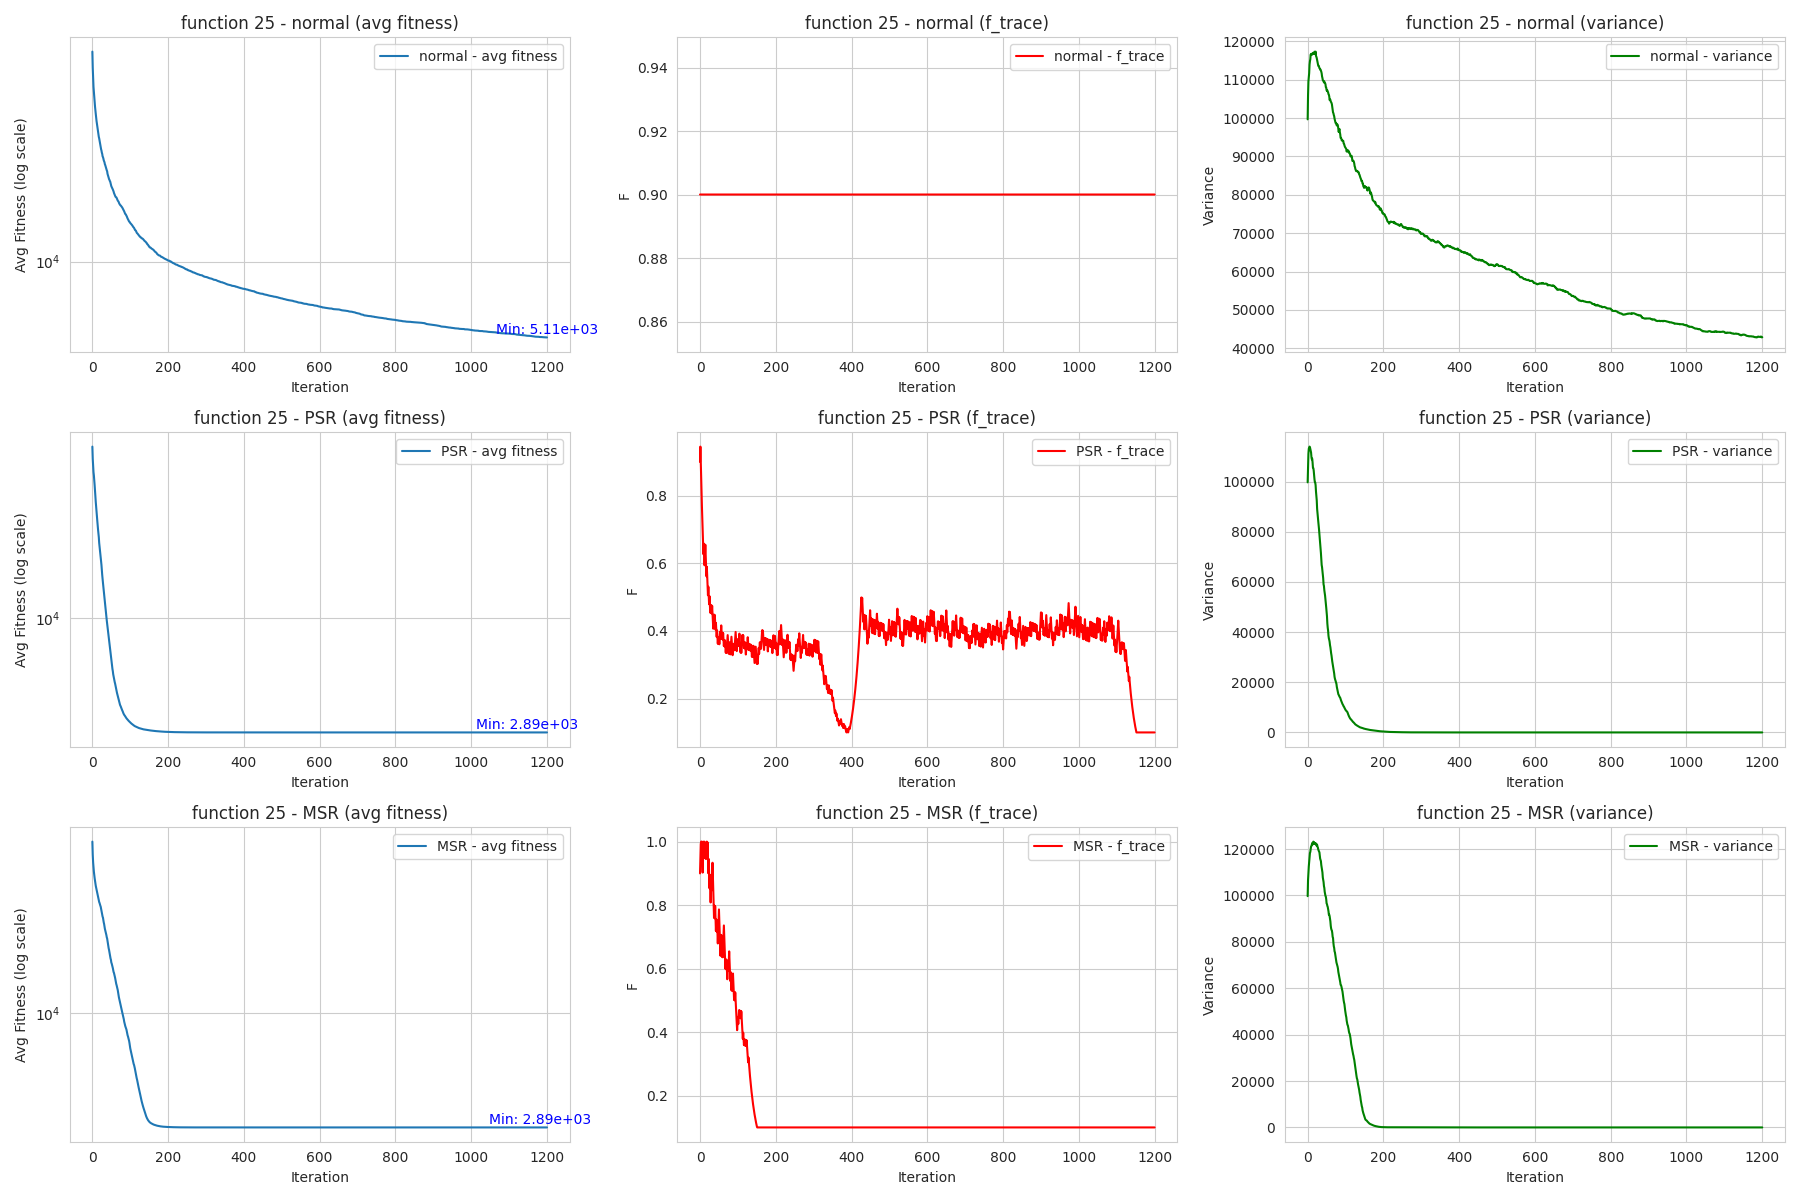 function 25 - normal (avg fitness)
normal - avg fitness
Avg Fitness (log scale)
10⁴
Min: 5.11e+03
0 200 400 600 800 1000 1200
Iteration
function 25 - normal (f_trace)
normal - f_trace
F
0.94
0.92
0.90
0.88
0.86
0 200 400 600 800 1000 1200
Iteration
function 25 - normal (variance)
normal - variance
Variance
120000
110000
100000
90000
80000
70000
60000
50000
40000
0 200 400 600 800 1000 1200
Iteration
function 25 - PSR (avg fitness)
PSR - avg fitness
Avg Fitness (log scale)
10⁴
Min: 2.89e+03
0 200 400 600 800 1000 1200
Iteration
function 25 - PSR (f_trace)
PSR - f_trace
F
0.8
0.6
0.4
0.2
0 200 400 600 800 1000 1200
Iteration
function 25 - PSR (variance)
PSR - variance
Variance
100000
80000
60000
40000
20000
0
0 200 400 600 800 1000 1200
Iteration
function 25 - MSR (avg fitness)
MSR - avg fitness
Avg Fitness (log scale)
10⁴
Min: 2.89e+03
0 200 400 600 800 1000 1200
Iteration
function 25 - MSR (f_trace)
MSR - f_trace
F
1.0
0.8
0.6
0.4
0.2
0 200 400 600 800 1000 1200
Iteration
function 25 - MSR (variance)
MSR - variance
Variance
120000
100000
80000
60000
40000
20000
0
0 200 400 600 800 1000 1200
Iteration